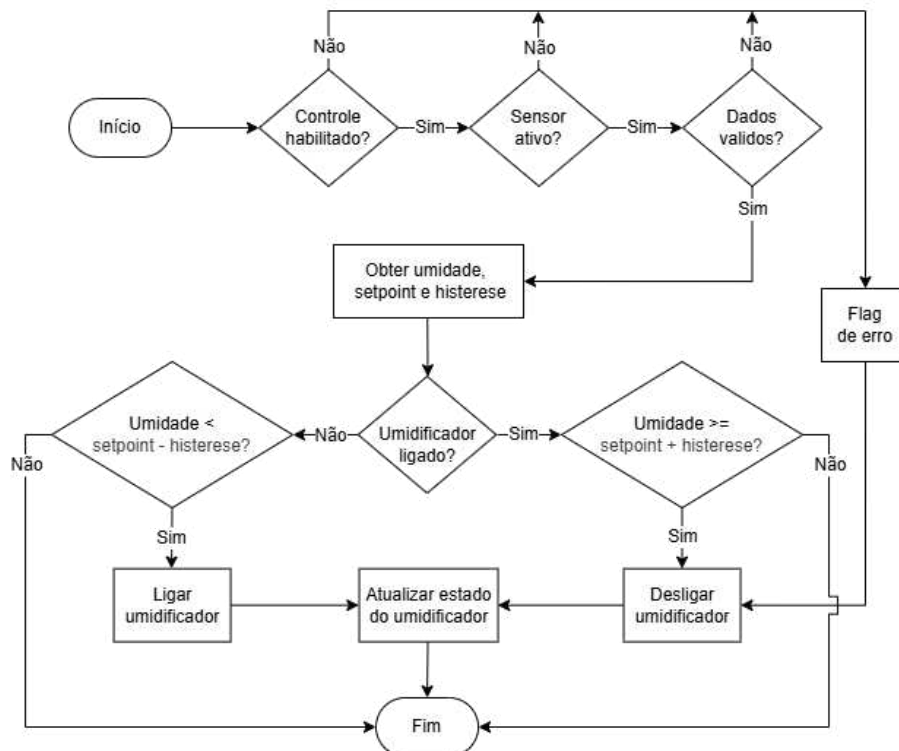 Não
Não
Não
Início
Controle
habilitado?
Sim
Sensor
ativo?
Sim
Dados
validos?
Sim
Obter umidade,
setpoint e histerese
Flag
de erro
Umidade <
setpoint - histerese?
Não
Umidificador
ligado?
Sim
Umidade >=
setpoint + histerese?
Não
Não
Sim
Sim
Ligar
umidificador
Atualizar estado
do umidificador
Desligar
umidificador
Fim